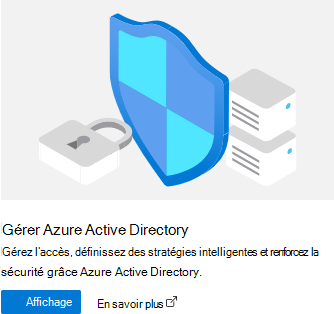 Gérer Azure Active Directory
Gérez l'accès, définissez des stratégies intelligentes et renforcez la
sécurité grâce Azure Active Directory.
Affichage
En savoir plus